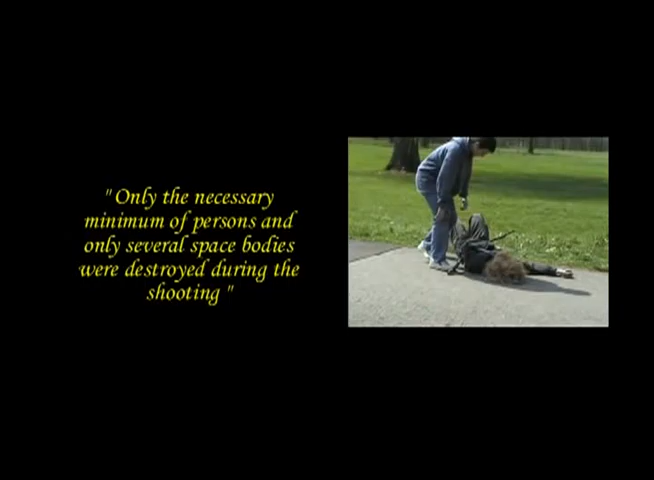 " Only the necessary
minimum of persons and
only several space bodies
were destroyed during the
shooting "